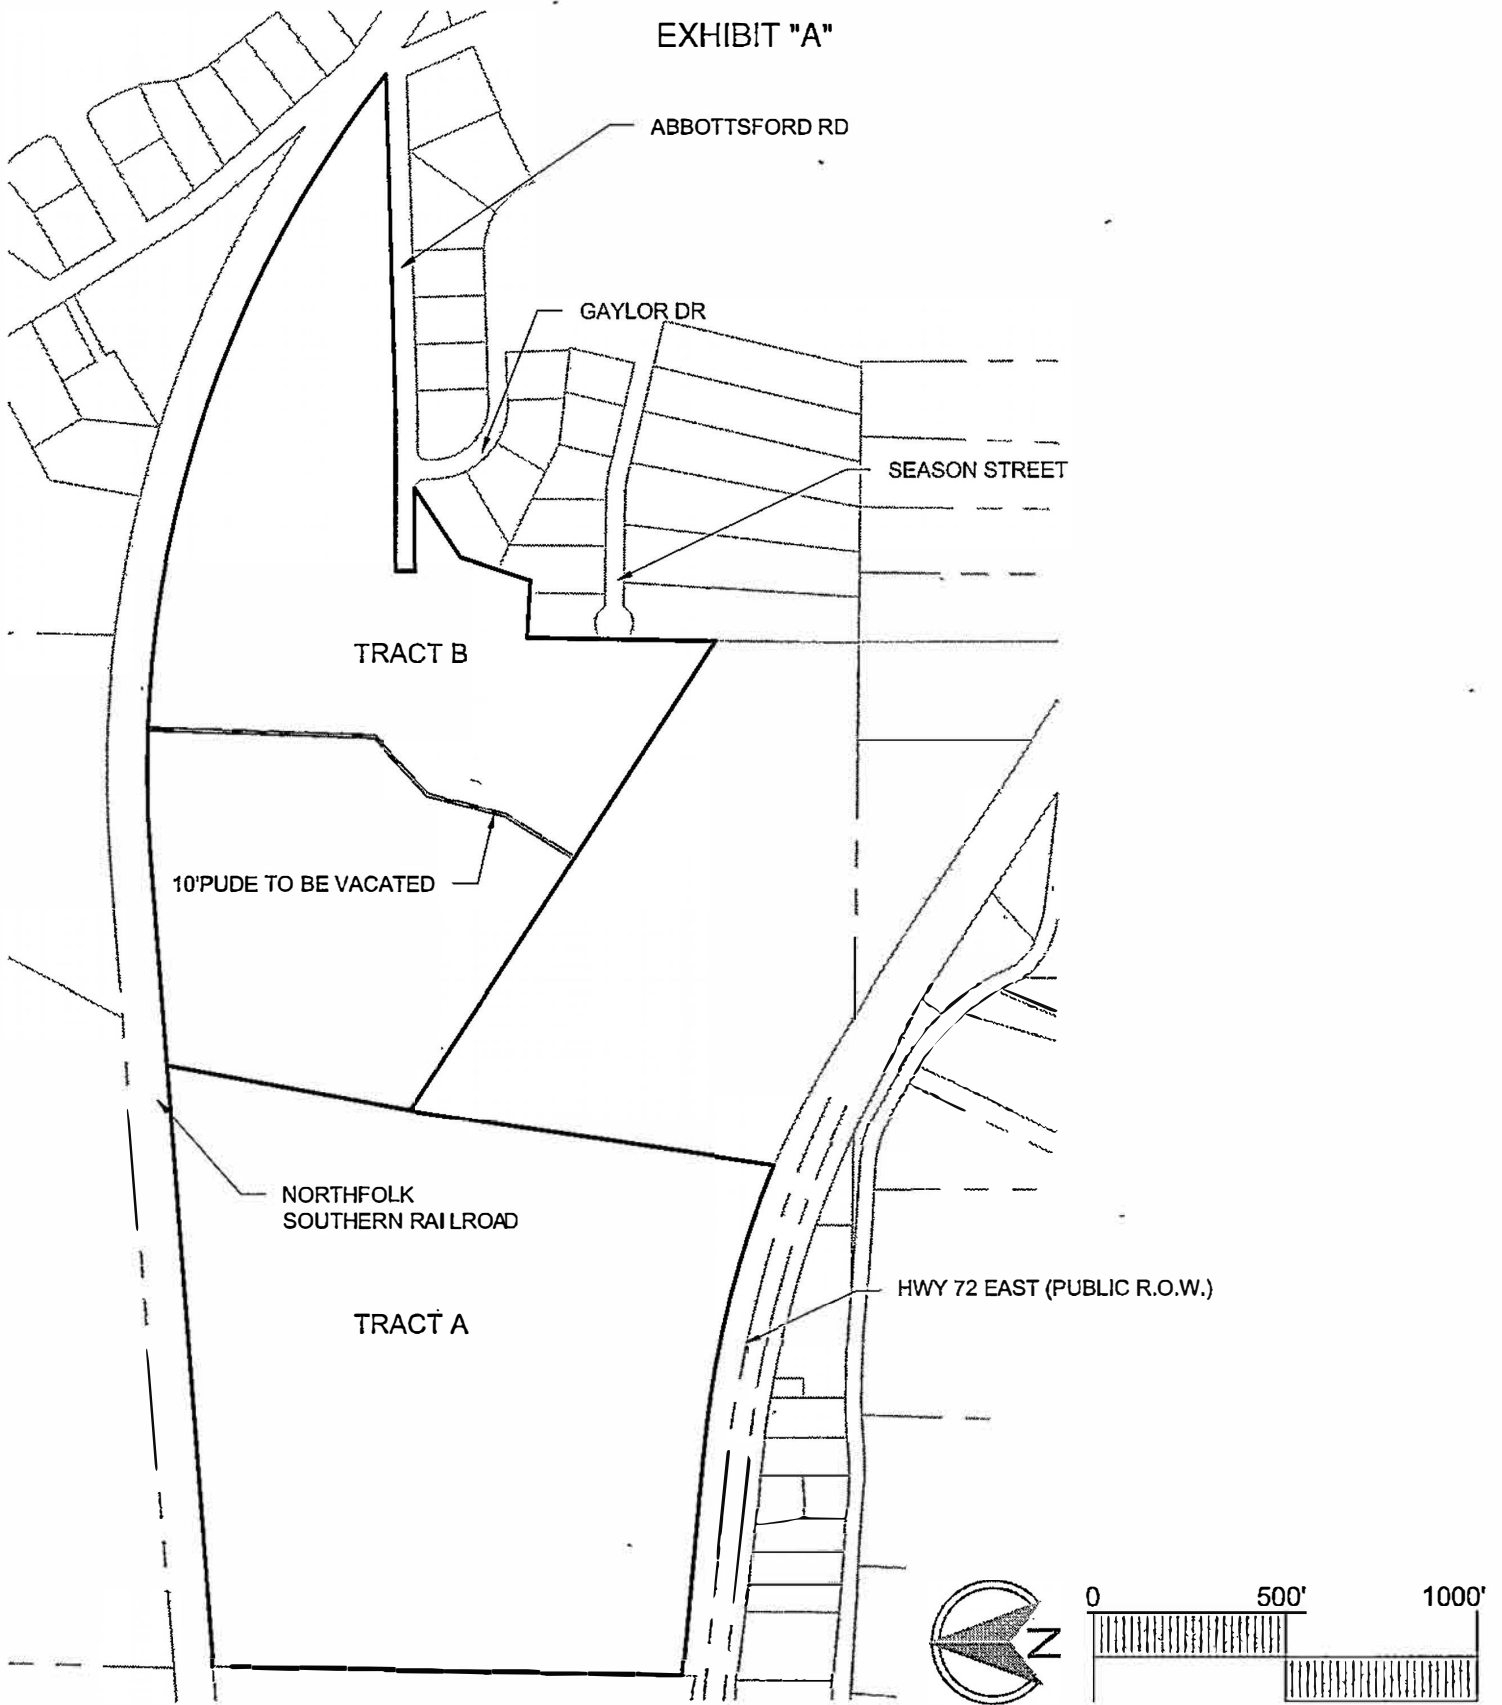 EXHIBIT "A"
ABBOTTSFORD RD
GAYLOR DR
SEASON STREET
TRACT B
10'PUDE TO BE VACATED
NORTHFOLK
SOUTHERN RAILROAD
HWY 72 EAST (PUBLIC R.O.W.)
TRACT A
N
0 500' 1000'